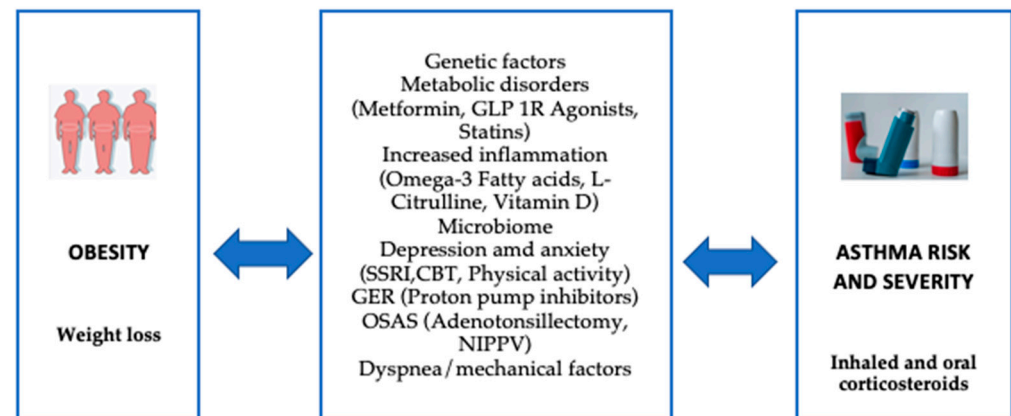 OBESITY
Weight loss
Genetic factors
Metabolic disorders
(Metformin, GLP 1R Agonists,
Statins)
Increased inflammation
(Omega-3 Fatty acids, L-
Citrulline, Vitamin D)
Microbiome
Depression amd anxiety
(SSRI,CBT, Physical activity)
GER (Proton pump inhibitors)
OSAS (Adenotonsillectomy,
NIPPV)
Dyspnea/mechanical factors
ASTHMA RISK
AND SEVERITY
Inhaled and oral
corticosteroids